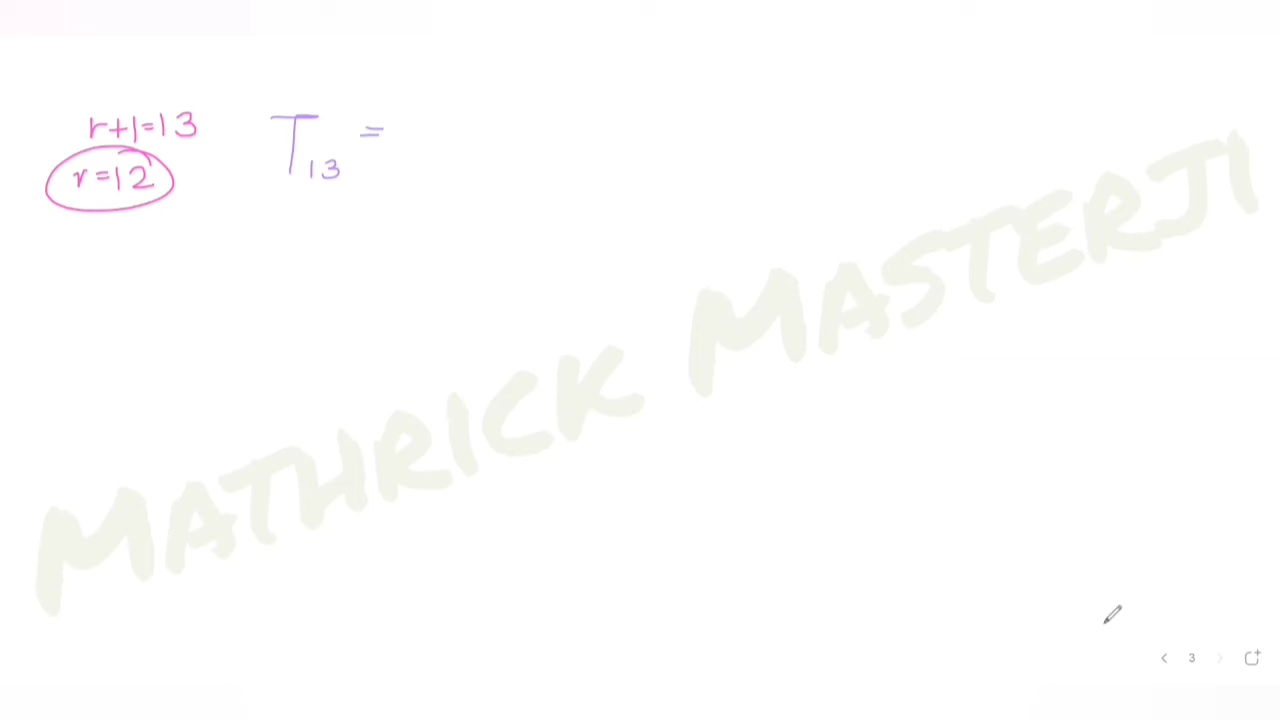 r+1=13
r=12
T₁₃ =
MATHRICK MASTERJI
3